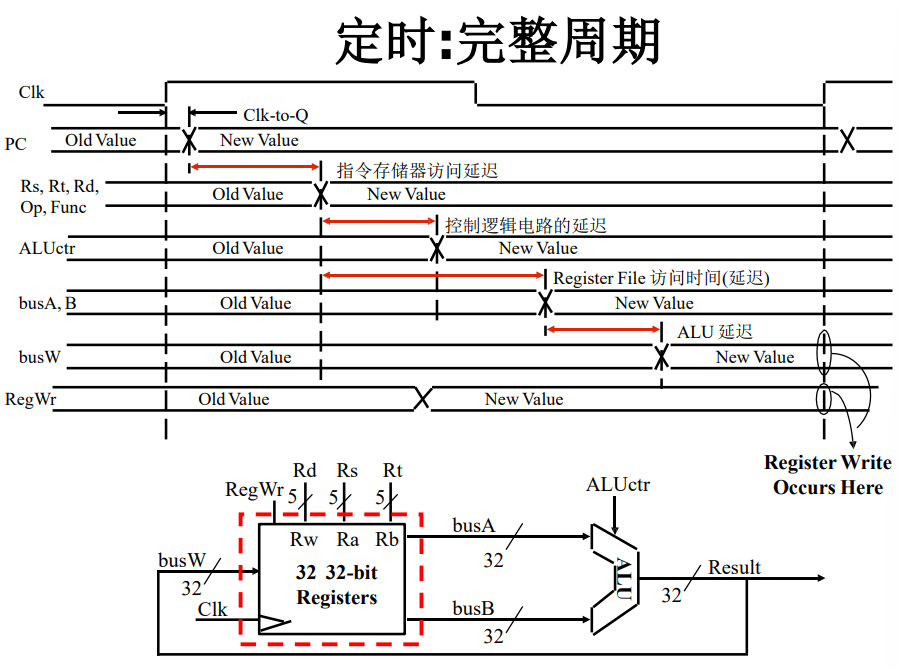 定时:完整周期
Clk
Clk-to-Q
PC
Old Value
New Value
指令存储器访问延迟
Rs, Rt, Rd,
Op, Func
Old Value
New Value
控制逻辑电路的延迟
ALUctr
Old Value
New Value
Register File 访问时间(延迟)
busA, B
Old Value
New Value
ALU 延迟
busW
Old Value
New Value
RegWr
Old Value
New Value
Register Write
Occurs Here
Rd
Rs
Rt
RegWr
5
5
5
ALUctr
Rw
Ra
Rb
busA
32
busW
32
32 32-bit
Registers
ALU
Result
32
Clk
busB
32